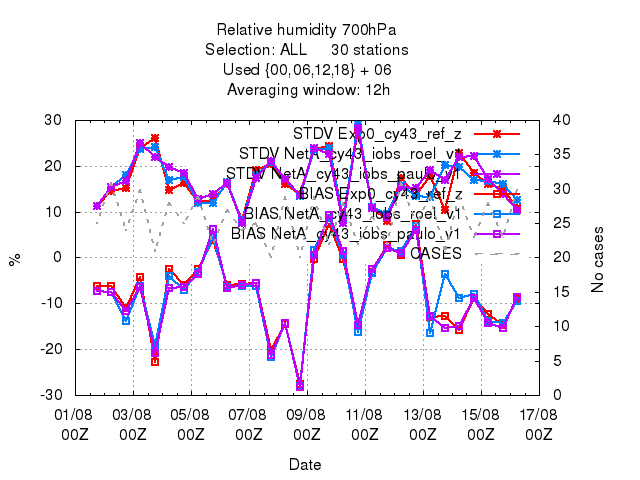 Relative humidity 700hPa
Selection: ALL 30 stations
Used {00,06,12,18} + 06
Averaging window: 12h
STDV Exp0_cy43_ref_z
STDV NetA_cy43_iobs_roel_v1
STDV NetA_cy43_iobs_paulo_v1
BIAS Exp0_cy43_ref_z
BIAS NetA_cy43_iobs_roel_v1
BIAS NetA_cy43_iobs_paulo_v1
CASES
30
20
10
0
-10
-20
-30
%
40
35
30
25
20
15
10
5
0
No cases
01/08 03/08 05/08 07/08 09/08 11/08 13/08 15/08 17/08
00Z 00Z 00Z 00Z 00Z 00Z 00Z 00Z 00Z
Date